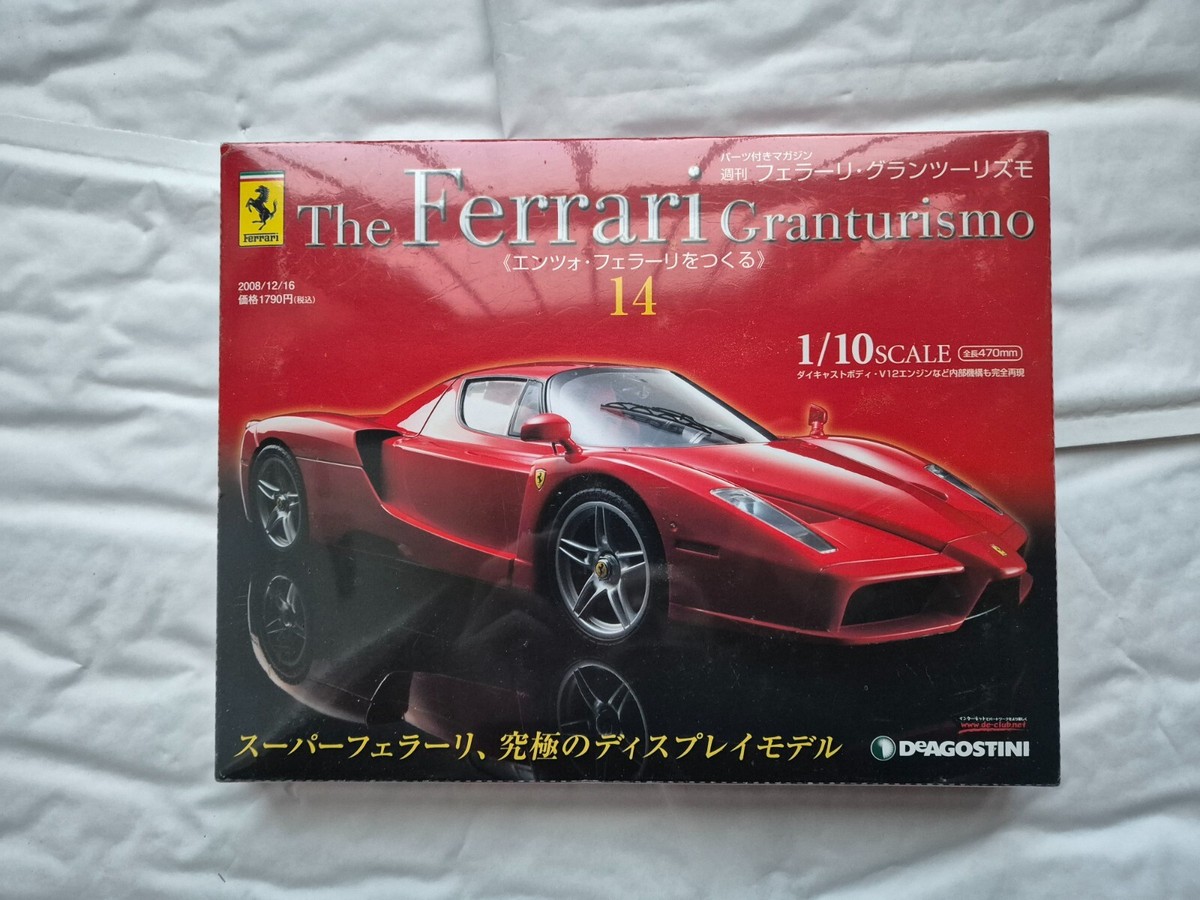 パーツ付きマガジン
週刊 フェラーリ・グランツーリズモ
Ferrari
The Ferrari Granturismo
《エンツォ・フェラーリをつくる》
2008/12/16
価格1790円(税込)
14
1/10SCALE 全長470mm
ダイキャストボディ・V12エンジンなど内部機構も完全再現
www.de-club.net
スーパーフェラーリ、究極のディスプレイモデル
DeAGOSTINI